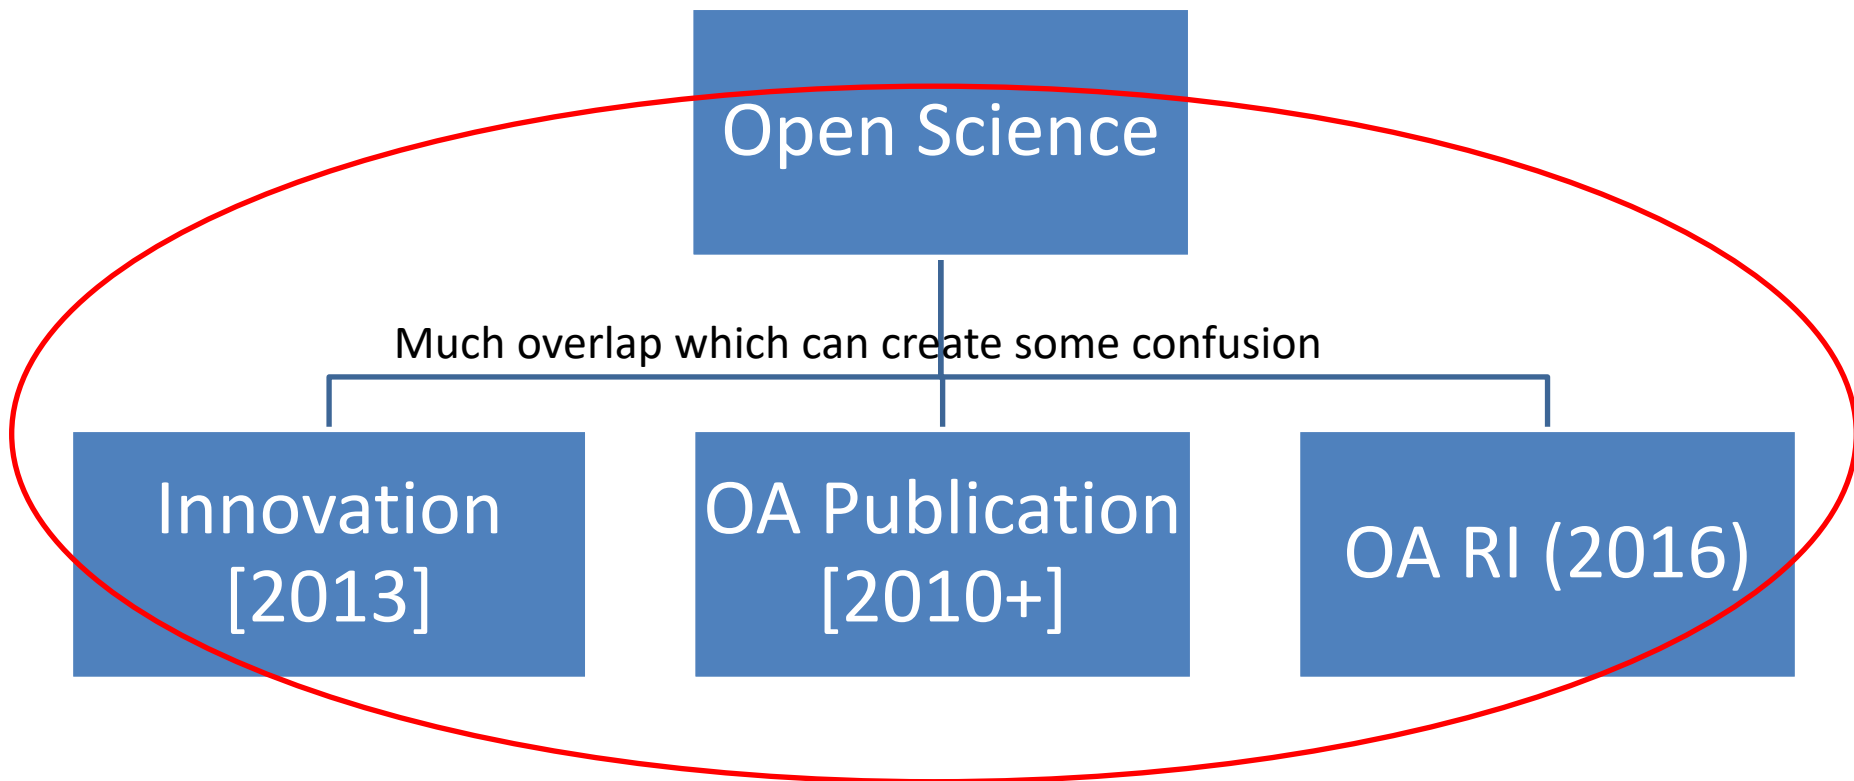 Open Science
Much overlap which can create some confusion
Innovation
[2013]
OA Publication
[2010+]
OA RI (2016)